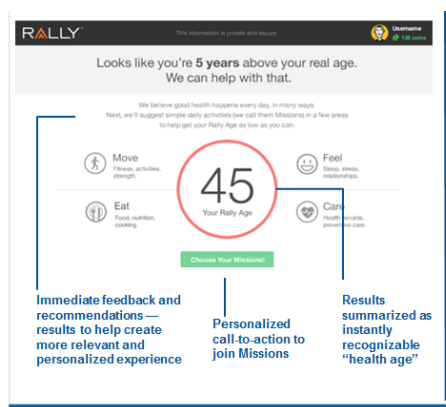 RALLY
This information is private and secure
Username
136 coins
Looks like you're 5 years above your real age.
We can help with that.
We believe good health happens every day, in many ways.
Next, we'll suggest simple daily activities (we call them Missions) in a few areas
to help get your Rally Age as low as you can.
Move
Fitness, activities,
strength.
Feel
Sleep, stress,
relationships.
45
Your Rally Age
Eat
Food, nutrition,
cooking.
Care
Health records,
preventive care.
Choose Your Missions!
Immediate feedback and
recommendations —
results to help create
more relevant and
personalized experience
Personalized
call-to-action to
join Missions
Results
summarized as
instantly
recognizable
“health age”